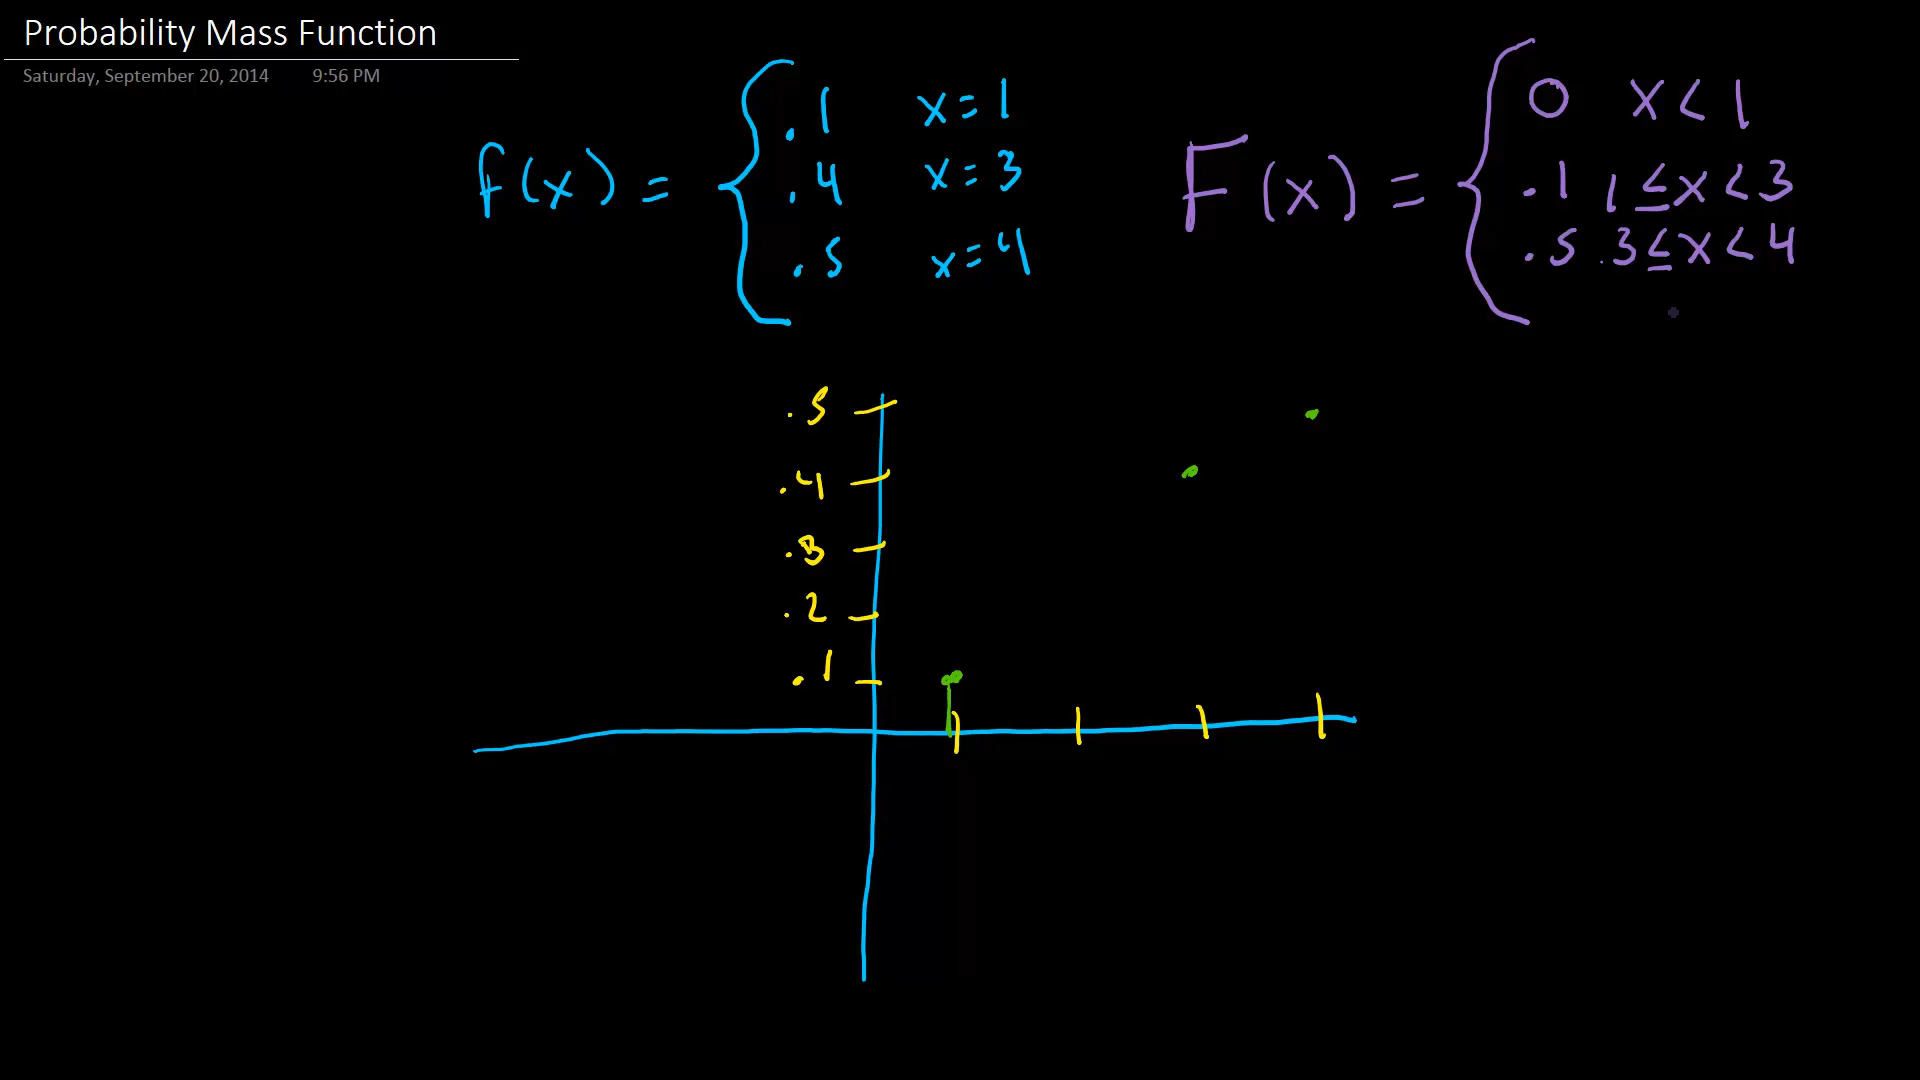 Probability Mass Function
Saturday, September 20, 2014 9:56 PM
f(x) = { .1 x=1
.4 x=3
.5 x=4
F(x) = { 0 x<1
.1 1≤x<3
.5 3≤x<4
.5
.4
.3
.2
.1